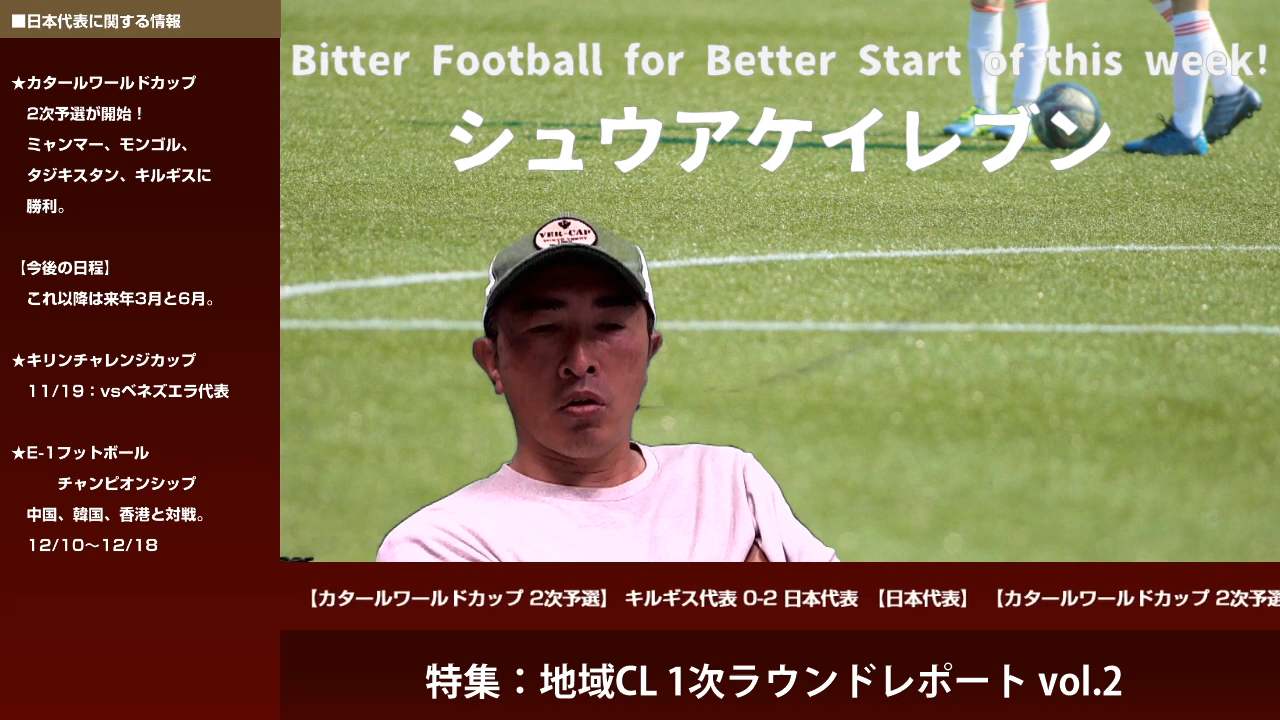 ■日本代表に関する情報
★カタールワールドカップ
2次予選が開始！
ミャンマー、モンゴル、
タジキスタン、キルギスに
勝利。
【今後の日程】
これ以降は来年3月と6月。
★キリンチャレンジカップ
11/19：vsベネズエラ代表
★E-1フットボール
チャンピオンシップ
中国、韓国、香港と対戦。
12/10～12/18
Bitter Football for Better Start of this week!
シュウアケイレブン
VER-CAP
【カタールワールドカップ 2次予選】 キルギス代表 0-2 日本代表 【日本代表】 【カタールワールドカップ 2次予選
特集：地域CL 1次ラウンドレポート vol.2